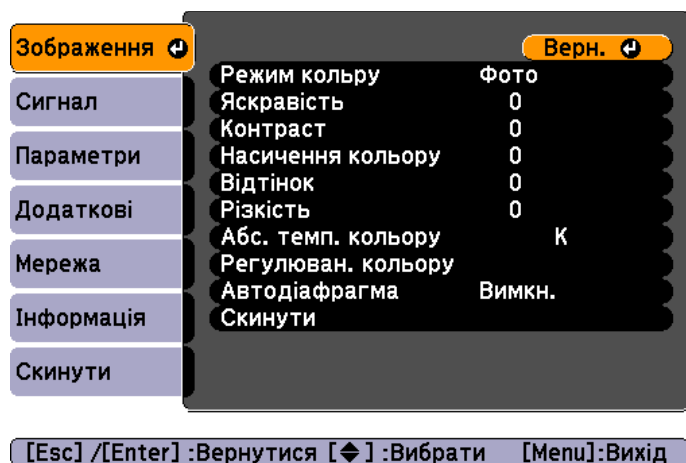 Зображення
Сигнал
Параметри
Додаткові
Мережа
Інформація
Скинути
Верн.
Режим кольру Фото
Яскравість 0
Контраст 0
Насичення кольору 0
Відтінок 0
Різкість 0
Абс. темп. кольору К
Регулюван. кольору
Автодіафрагма Вимкн.
Скинути
[Esc] /[Enter] :Вернутися [◆] :Вибрати [Menu]:Вихід